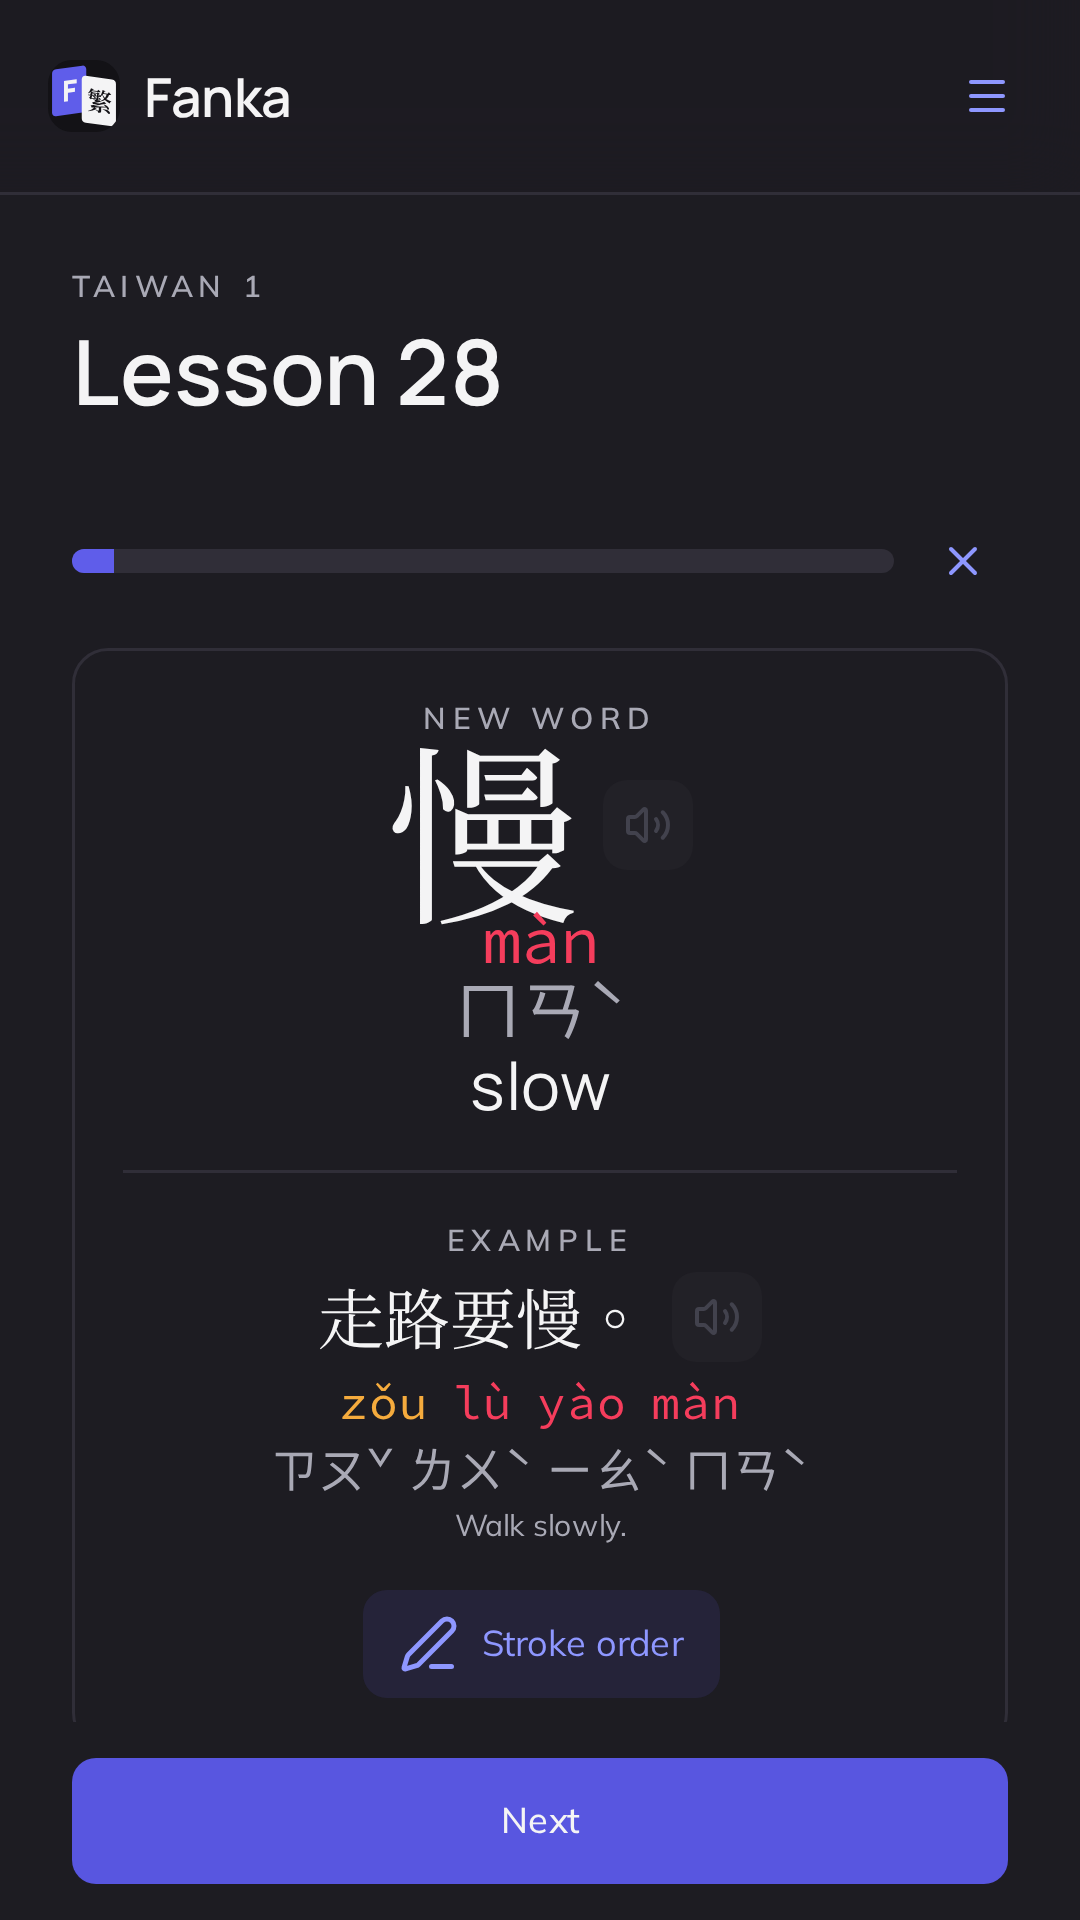 F 繁 Fanka
TAIWAN 1
Lesson 28
NEW WORD
慢
màn
ㄇㄢˋ
slow
EXAMPLE
走路要慢。
zǒu lù yào màn
ㄗㄡˇ ㄌㄨˋ ㄧㄠˋ ㄇㄢˋ
Walk slowly.
Stroke order
Next